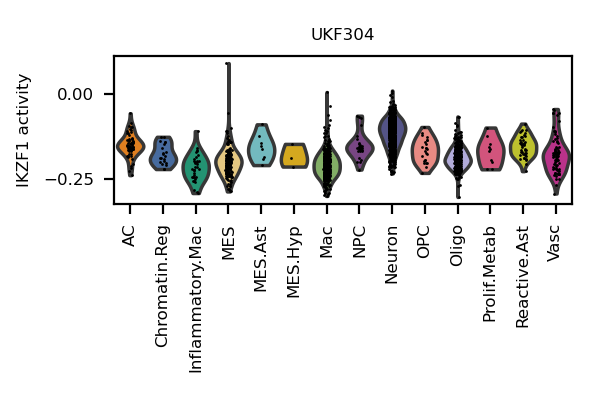 UKF304
IKZF1 activity
0.00
−0.25
AC
Chromatin.Reg
Inflammatory.Mac
MES
MES.Ast
MES.Hyp
Mac
NPC
Neuron
OPC
Oligo
Prolif.Metab
Reactive.Ast
Vasc